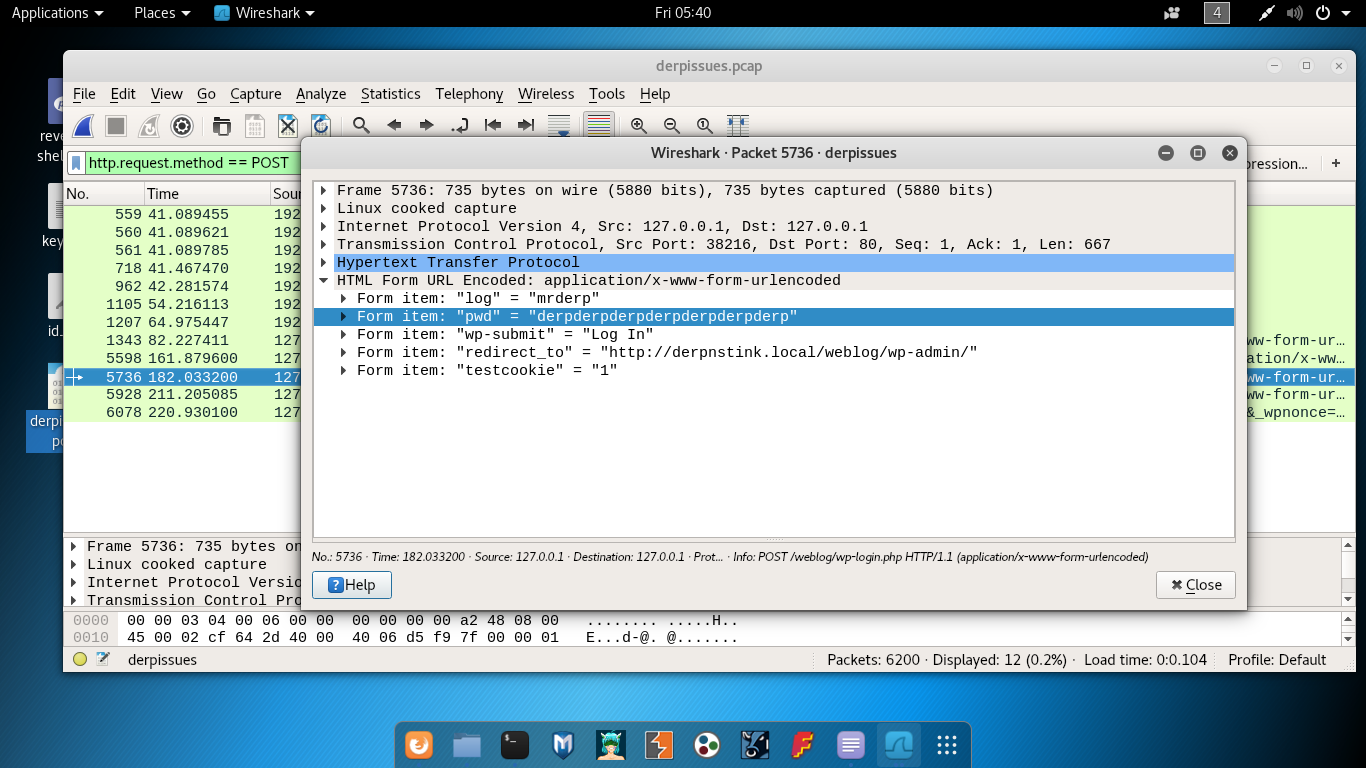 Applications Places Wireshark Fri 05:40 4
derpissues.pcap
File Edit View Go Capture Analyze Statistics Telephony Wireless Tools Help
http.request.method == POST
+
No. Time
559 41.089455 192
560 41.089621 192
561 41.089785 192
718 41.467470 192
962 42.281574 192
1105 54.216113 192
1207 64.975447 192
1343 82.227411 127
5598 161.879600 127
5736 182.033200 127
5928 211.205085 127
6078 220.930100 127
ww-form-ur…
ation/x-ww…
ww-form-ur…
ww-form-ur…
&_wpnonce=…
Wireshark · Packet 5736 · derpissues
Frame 5736: 735 bytes on wire (5880 bits), 735 bytes captured (5880 bits)
Linux cooked capture
Internet Protocol Version 4, Src: 127.0.0.1, Dst: 127.0.0.1
Transmission Control Protocol, Src Port: 38216, Dst Port: 80, Seq: 1, Ack: 1, Len: 667
Hypertext Transfer Protocol
HTML Form URL Encoded: application/x-www-form-urlencoded
Form item: "log" = "mrderp"
Form item: "pwd" = "derpderpderpderpderpderpderp"
Form item: "wp-submit" = "Log In"
Form item: "redirect_to" = "http://derpnstink.local/weblog/wp-admin/"
Form item: "testcookie" = "1"
No.: 5736 · Time: 182.033200 · Source: 127.0.0.1 · Destination: 127.0.0.1 · Prot… · Info: POST /weblog/wp-login.php HTTP/1.1 (application/x-www-form-urlencoded)
Help Close
Frame 5736: 735 bytes on
Linux cooked capture
Internet Protocol Versio
Transmission Control Pro
0000 00 00 03 04 00 06 00 00 00 00 00 00 a2 48 08 00 ........ .....H..
0010 45 00 02 cf 64 2d 40 00 40 06 d5 f9 7f 00 00 01 E...d-@. @.......
derpissues Packets: 6200 · Displayed: 12 (0.2%) · Load time: 0:0.104 Profile: Default